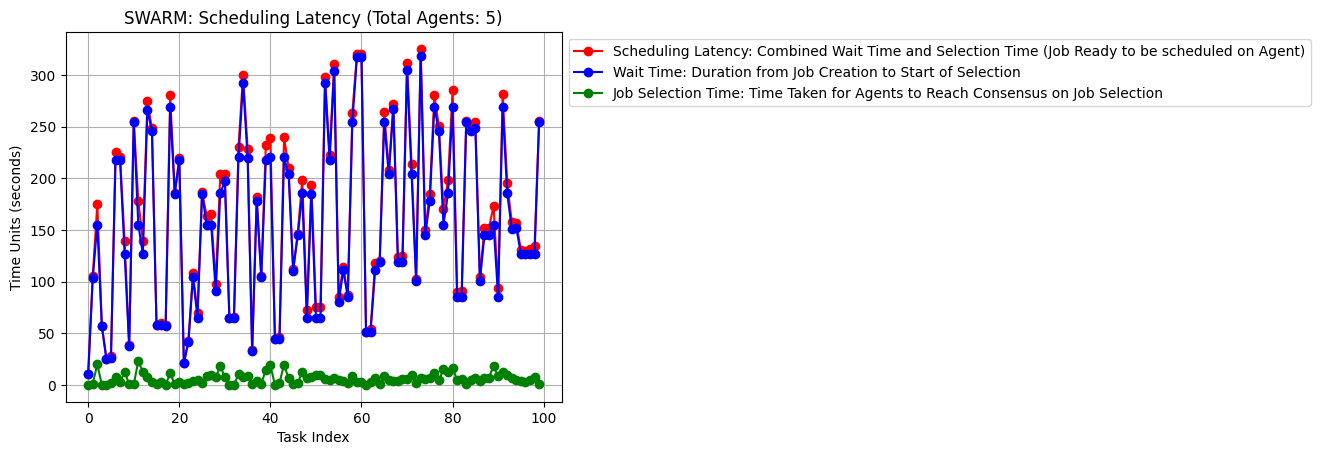 SWARM: Scheduling Latency (Total Agents: 5)
Scheduling Latency: Combined Wait Time and Selection Time (Job Ready to be scheduled on Agent)
Wait Time: Duration from Job Creation to Start of Selection
Job Selection Time: Time Taken for Agents to Reach Consensus on Job Selection
Time Units (seconds)
300
250
200
150
100
50
0
0 20 40 60 80 100
Task Index